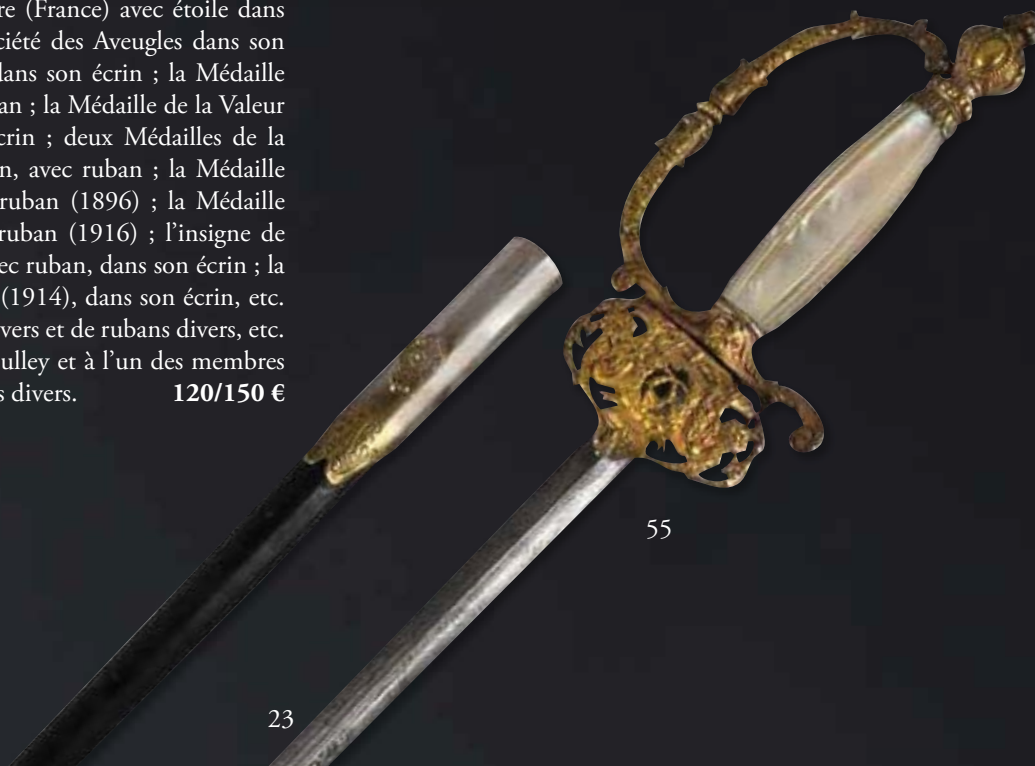 re (France) avec étoile dans
ciété des Aveugles dans son
dans son écrin ; la Médaille
an ; la Médaille de la Valeur
crin ; deux Médailles de la
n, avec ruban ; la Médaille
ruban (1896) ; la Médaille
ruban (1916) ; l’insigne de
ec ruban, dans son écrin ; la
(1914), dans son écrin, etc.
vers et de rubans divers, etc.
ulley et à l’un des membres
s divers. 120/150 €
55
23